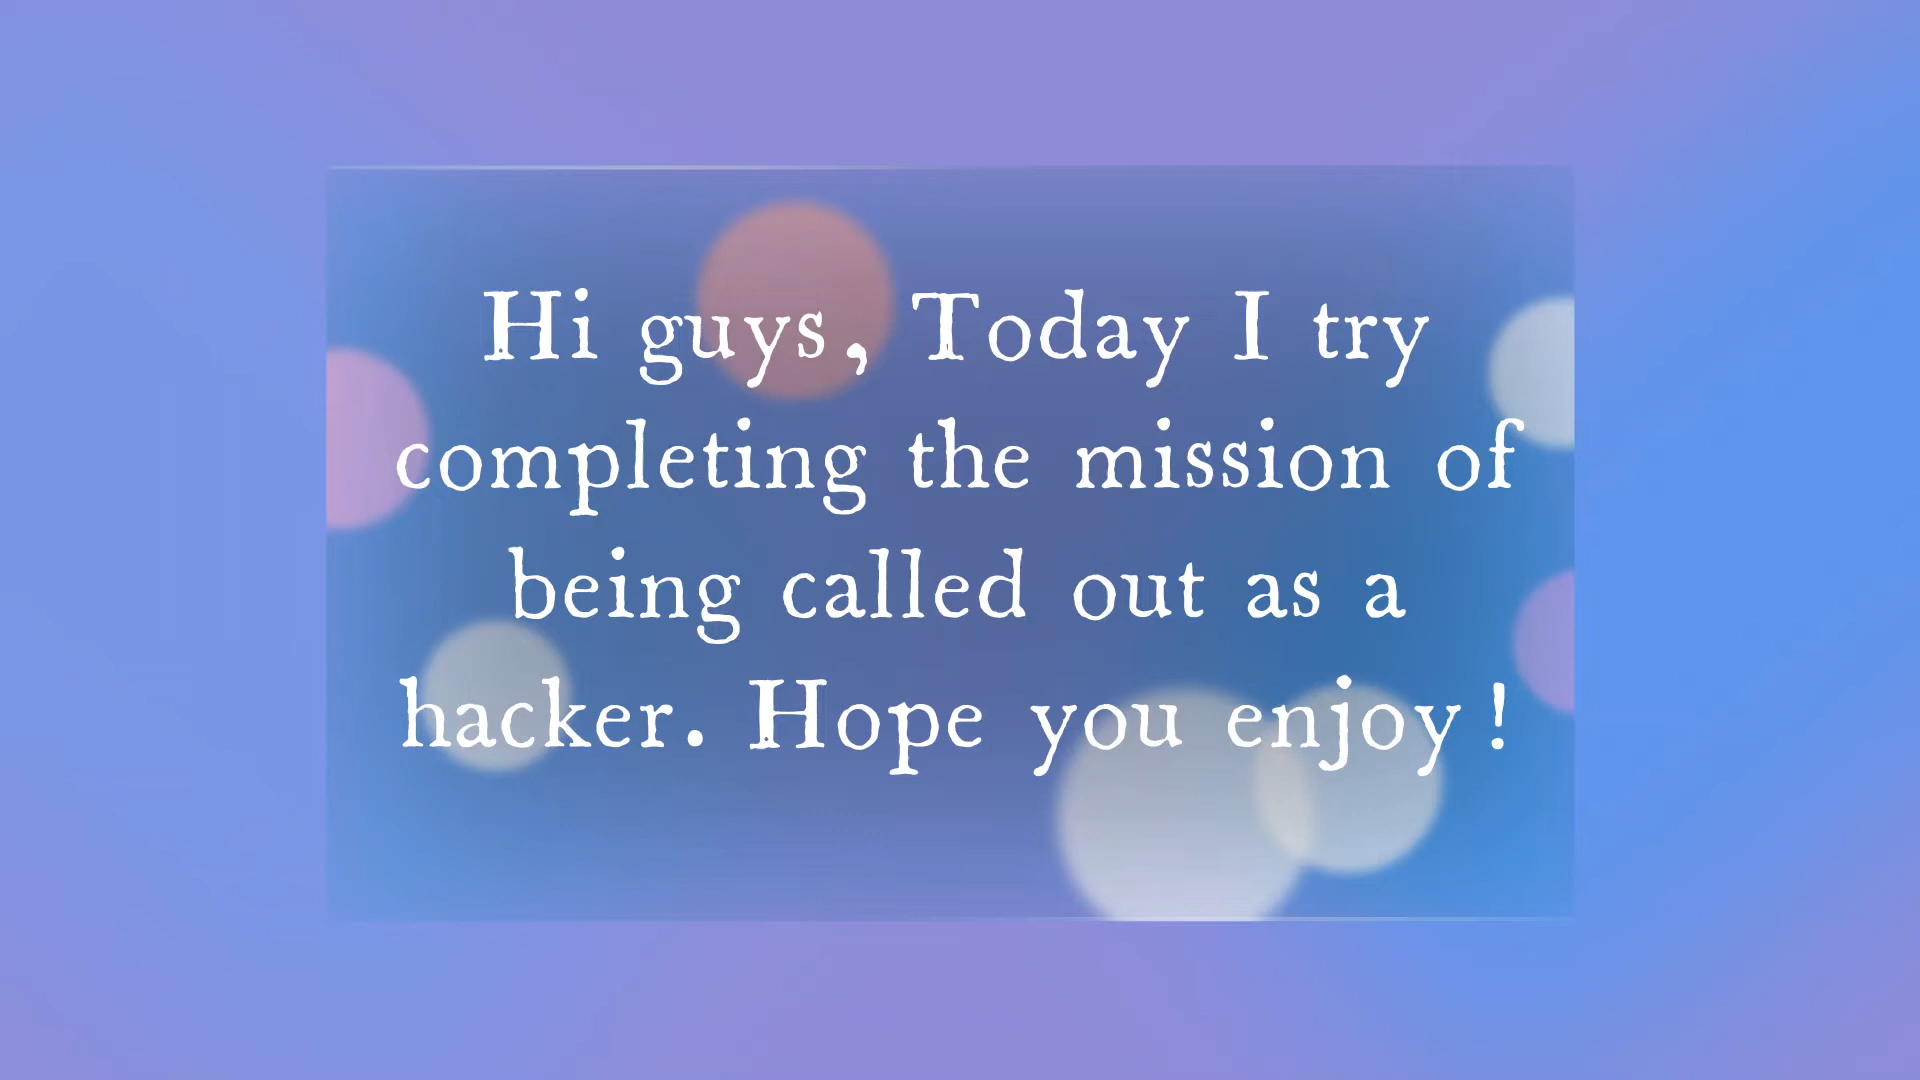 Hi guys, Today I try
completing the mission of
being called out as a
hacker. Hope you enjoy!